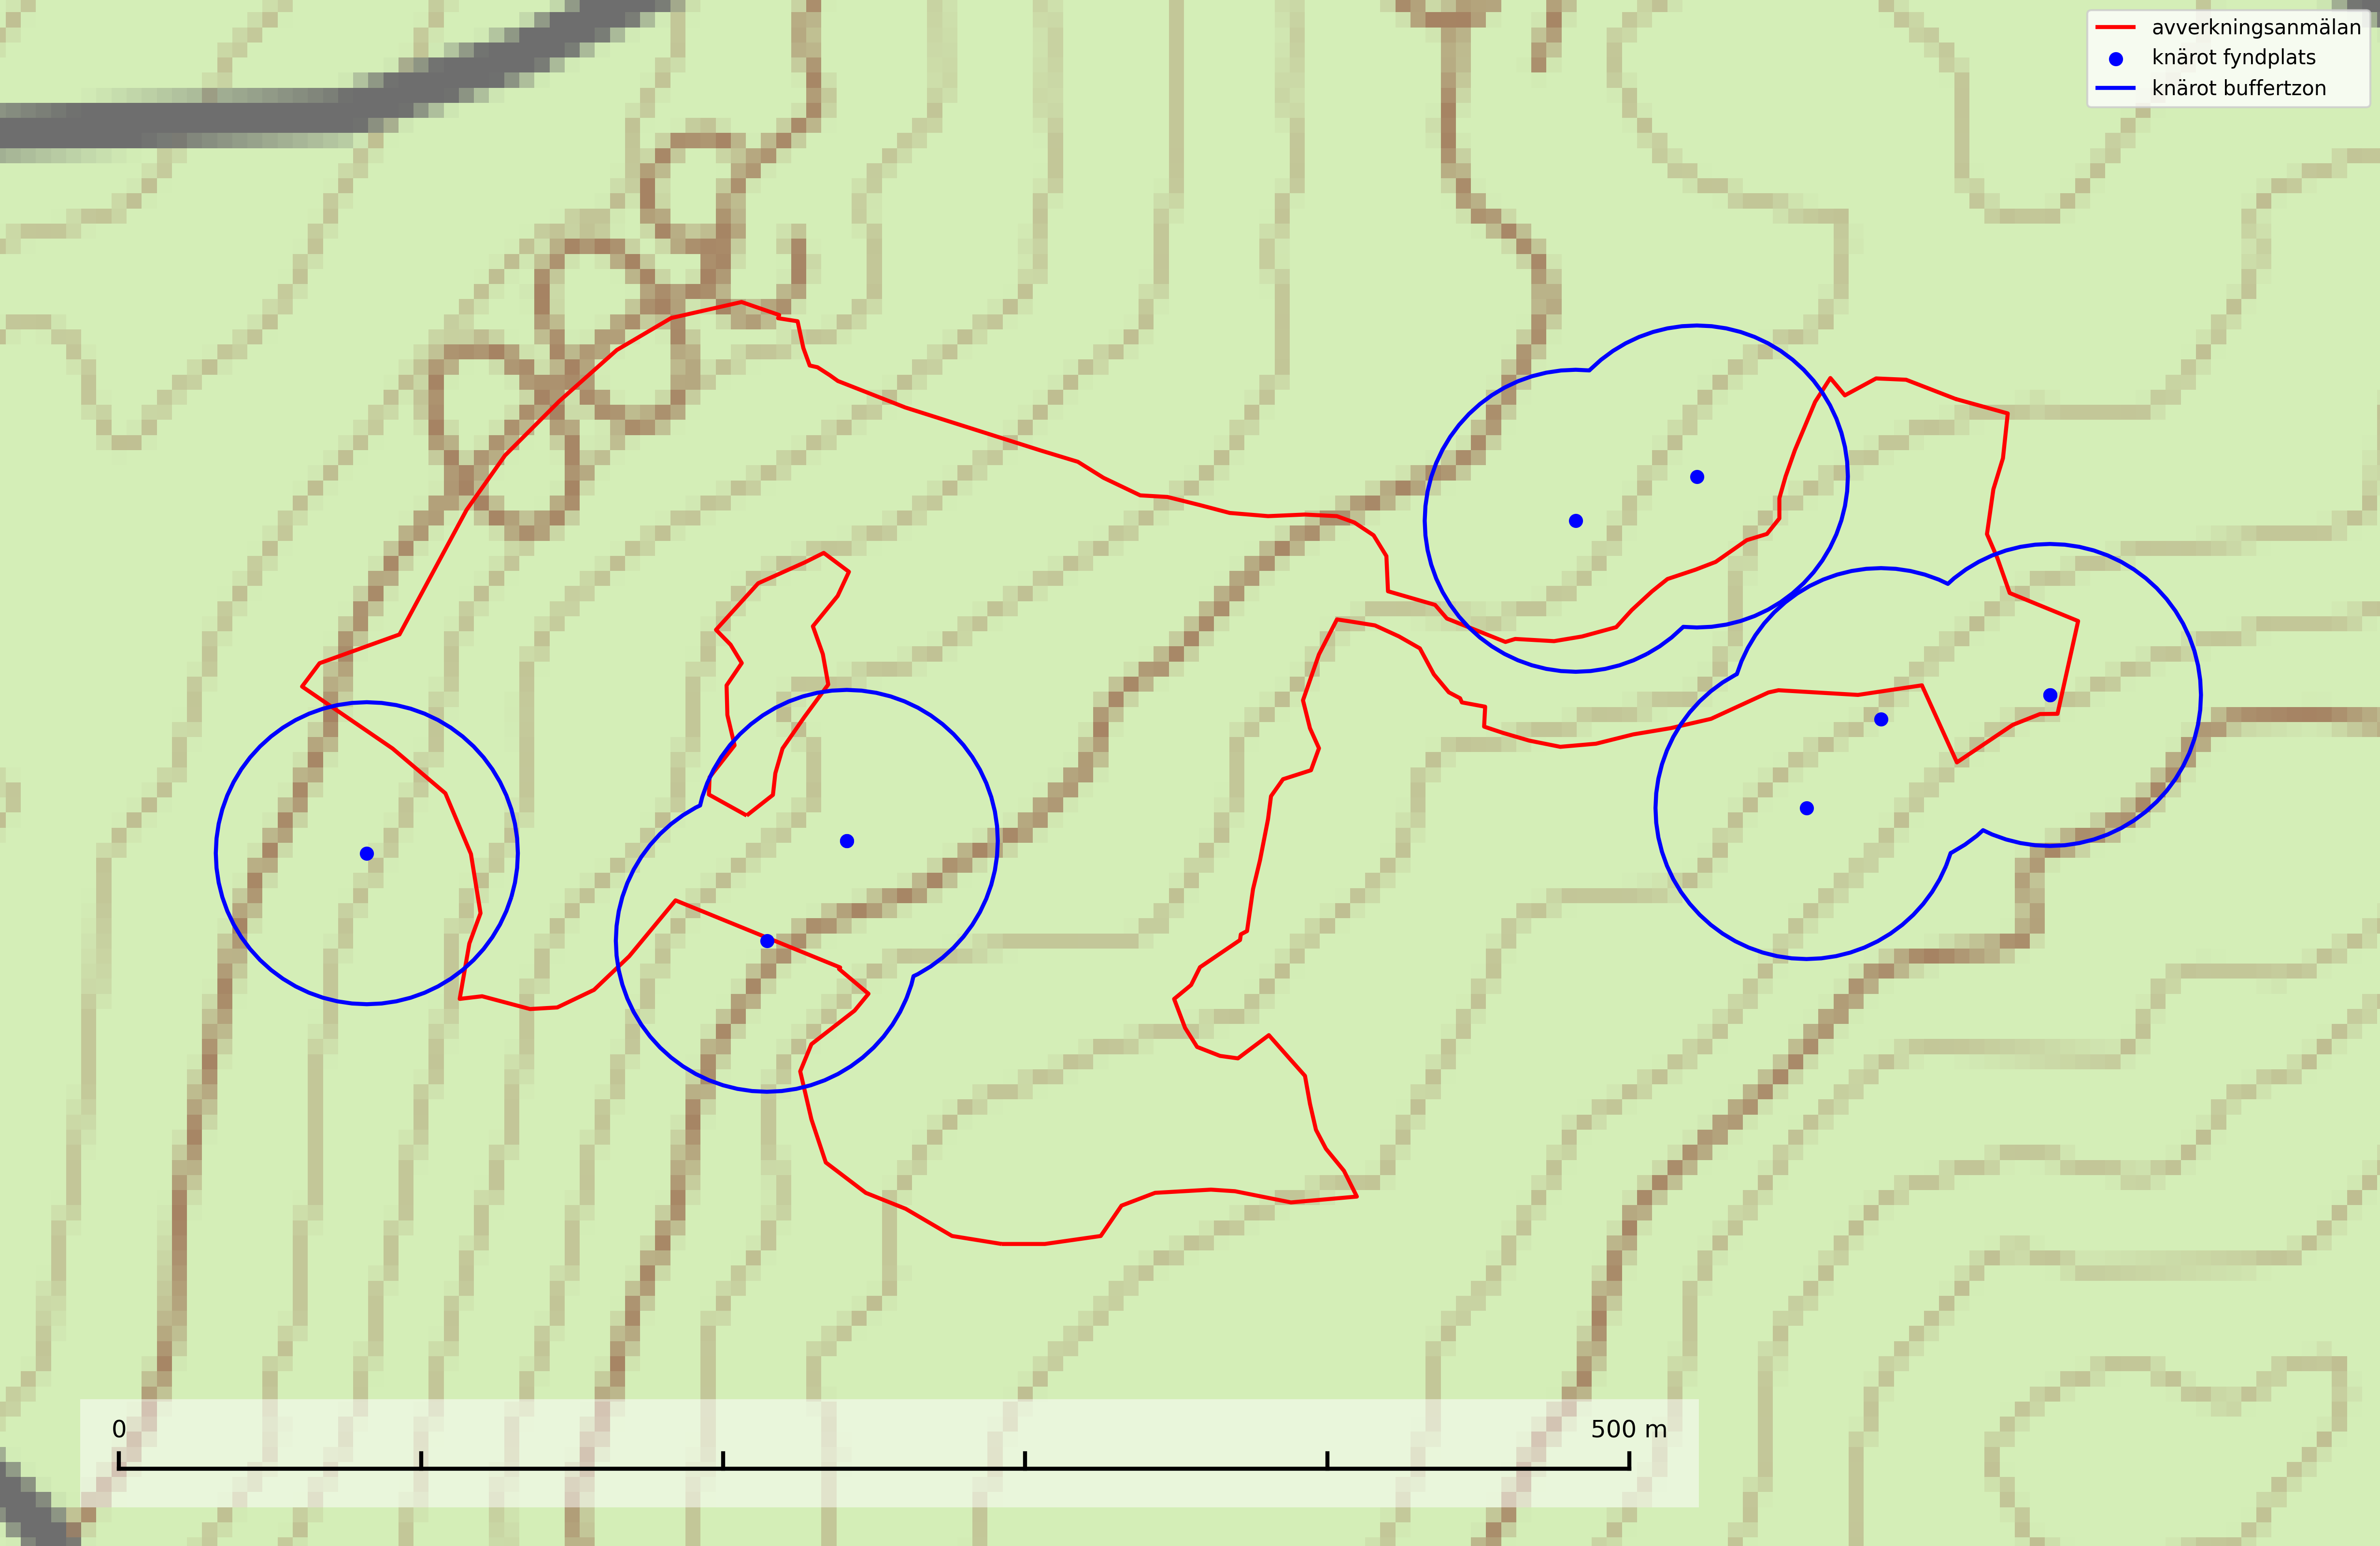 avverkningsanmälan
knärot fyndplats
knärot buffertzon
0
500 m